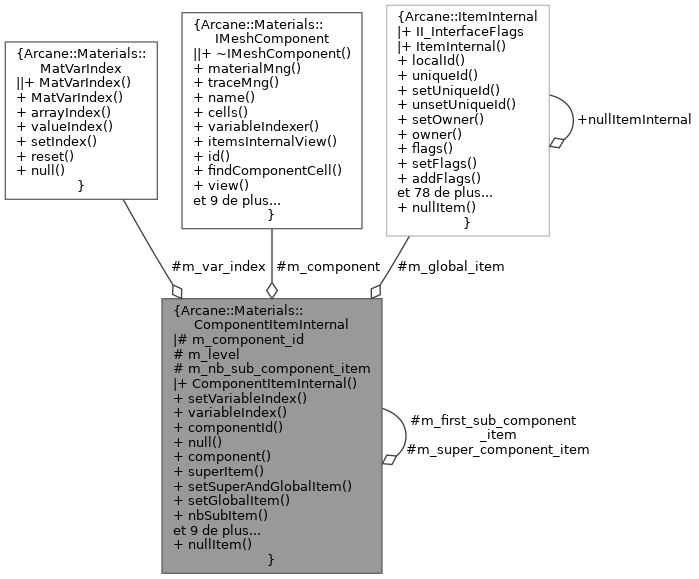 {Arcane::Materials::
MatVarIndex
||+ MatVarIndex()
+ MatVarIndex()
+ arrayIndex()
+ valueIndex()
+ setIndex()
+ reset()
+ null()
}
{Arcane::Materials::
IMeshComponent
||+ ~IMeshComponent()
+ materialMng()
+ traceMng()
+ name()
+ cells()
+ variableIndexer()
+ itemsInternalView()
+ id()
+ findComponentCell()
+ view()
et 9 de plus...
}
{Arcane::ItemInternal
|+ II_InterfaceFlags
|+ ItemInternal()
+ localId()
+ uniqueId()
+ setUniqueId()
+ unsetUniqueId()
+ setOwner()
+ owner()
+ flags()
+ setFlags()
+ addFlags()
et 78 de plus...
+ nullItem()
}
+nullItemInternal
#m_var_index
#m_component
#m_global_item
{Arcane::Materials::
ComponentItemInternal
|# m_component_id
# m_level
# m_nb_sub_component_item
|+ ComponentItemInternal()
+ setVariableIndex()
+ variableIndex()
+ componentId()
+ null()
+ component()
+ superItem()
+ setSuperAndGlobalItem()
+ setGlobalItem()
+ nbSubItem()
et 9 de plus...
+ nullItem()
}
#m_first_sub_component
_item
#m_super_component_item